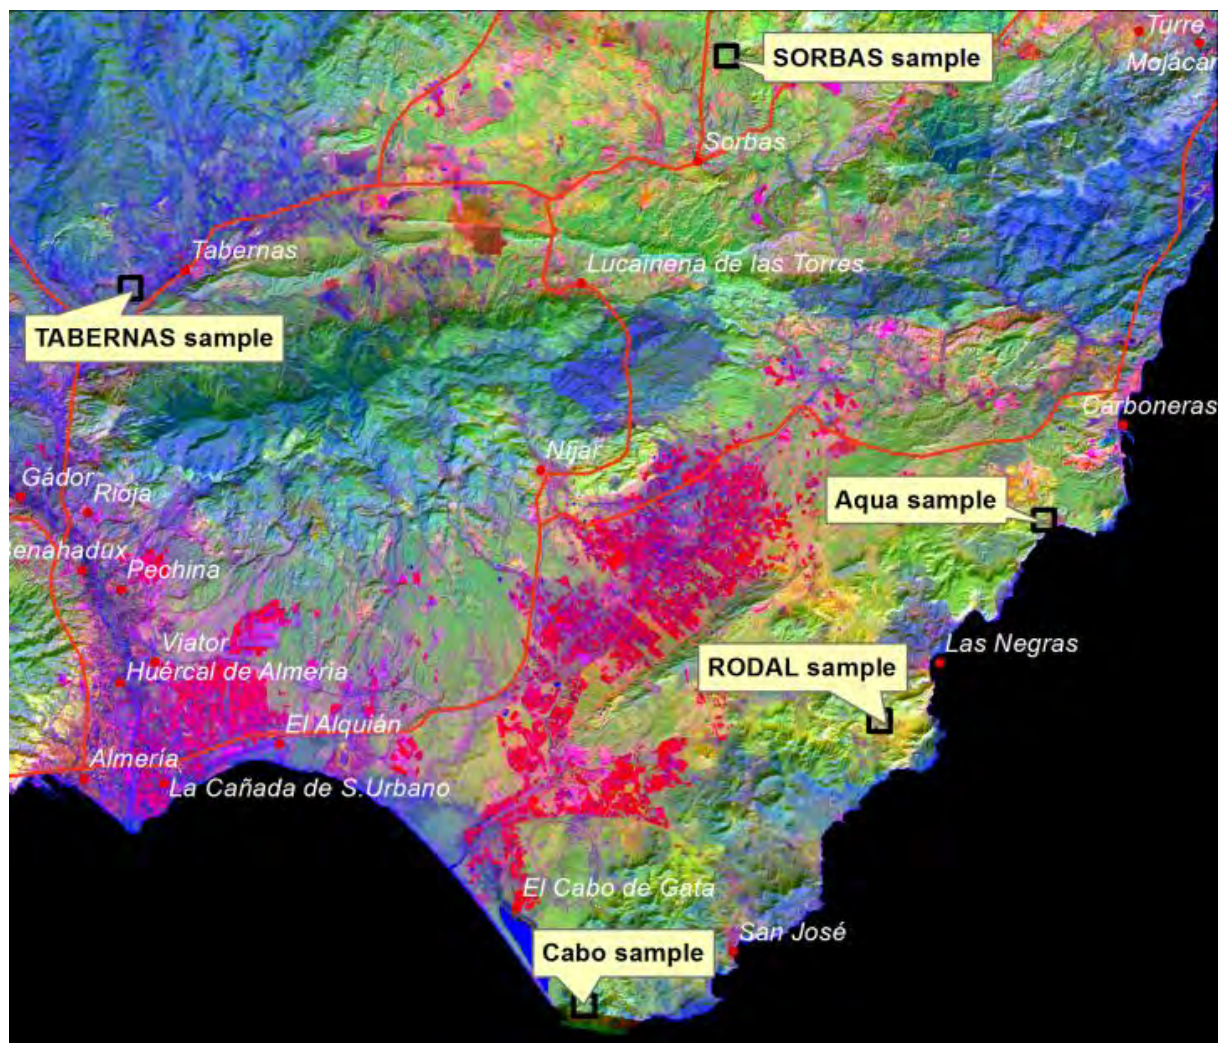 Turre
SORBAS sample
Mojácar
Sorbas
Tabernas
Lucainena de las Torres
TABERNAS sample
Carboneras
Níjar
Gádor
Rioja
Aqua sample
Benahadux
Pechina
Viator
Las Negras
Huércal de Almería
RODAL sample
El Alquián
Almería
La Cañada de S.Urbano
El Cabo de Gata
San José
Cabo sample